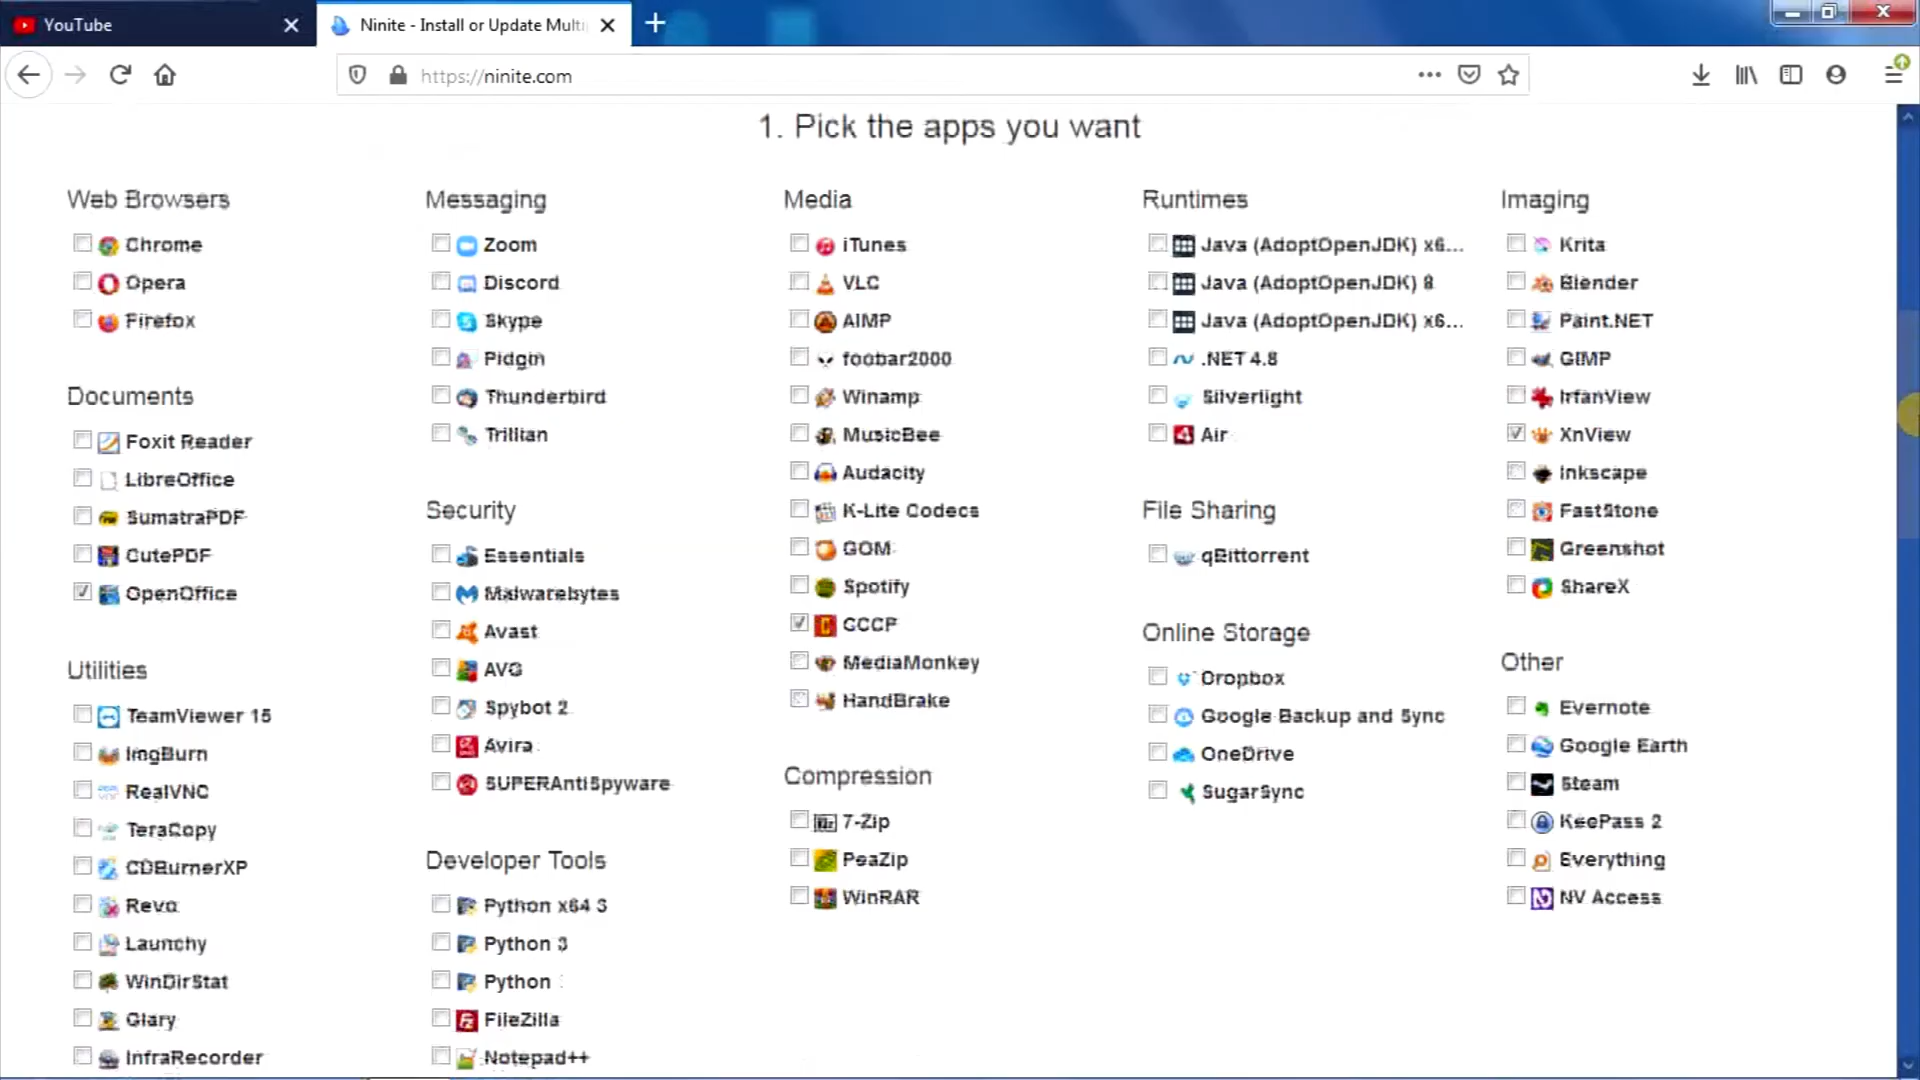 YouTube
Ninite - Install or Update Multi
https://ninite.com
1. Pick the apps you want
Web Browsers
Chrome
Opera
Firefox
Documents
Foxit Reader
LibreOffice
SumatraPDF
CutePDF
OpenOffice
Utilities
TeamViewer 15
ImgBurn
RealVNC
TeraCopy
CDBurnerXP
Revo
Launchy
WinDirStat
Glary
InfraRecorder
Messaging
Zoom
Discord
Skype
Pidgin
Thunderbird
Trillian
Security
Essentials
Malwarebytes
Avast
AVG
Spybot 2
Avira
SUPERAntiSpyware
Developer Tools
Python x64 3
Python 3
Python
FileZilla
Notepad++
Media
iTunes
VLC
AIMP
foobar2000
Winamp
MusicBee
Audacity
K-Lite Codecs
GOM
Spotify
CCCP
MediaMonkey
HandBrake
Compression
7-Zip
PeaZip
WinRAR
Runtimes
Java (AdoptOpenJDK) x6...
Java (AdoptOpenJDK) 8
Java (AdoptOpenJDK) x6...
.NET 4.8
Silverlight
Air
File Sharing
qBittorrent
Online Storage
Dropbox
Google Backup and Sync
OneDrive
SugarSync
Imaging
Krita
Blender
Paint.NET
GIMP
IrfanView
XnView
Inkscape
FastStone
Greenshot
ShareX
Other
Evernote
Google Earth
Steam
KeePass 2
Everything
NV Access